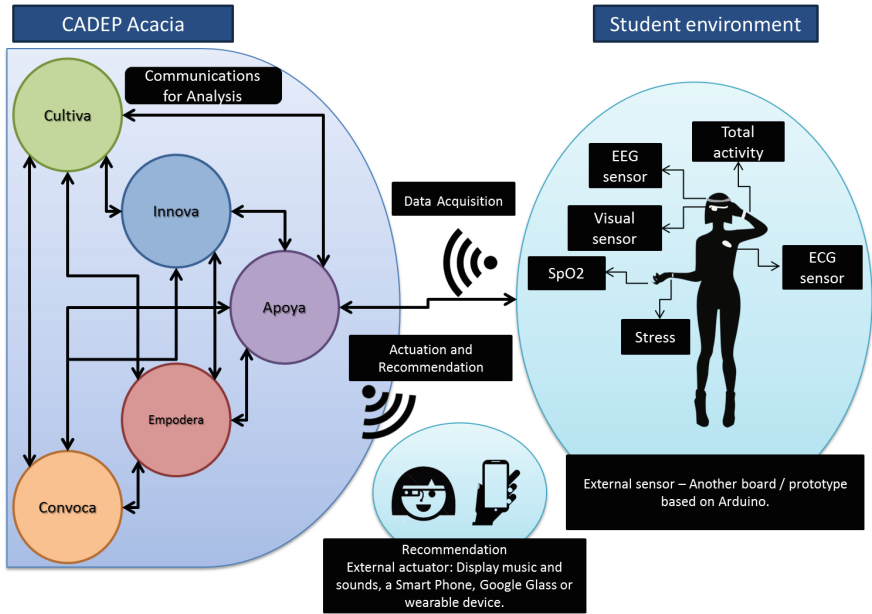 CADEP Acacia
Student environment
Communications
for Analysis
Cultiva
Innova
Apoya
Empodera
Convoca
Data Acquisition
Actuation and
Recommendation
Total
activity
EEG
sensor
Visual
sensor
SpO2
ECG
sensor
Stress
External sensor – Another board / prototype
based on Arduino.
Recommendation
External actuator: Display music and
sounds, a Smart Phone, Google Glass or
wearable device.